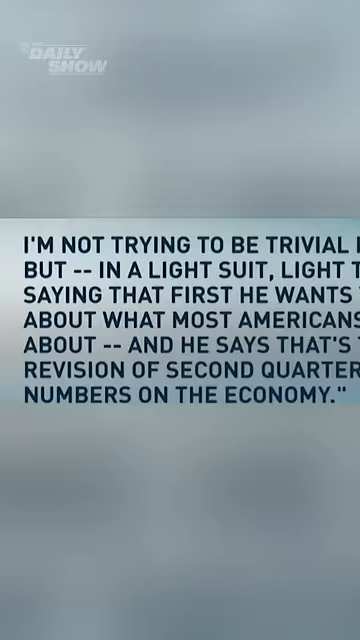 THE DAILY
SHOW
I'M NOT TRYING TO BE TRIVIAL
BUT -- IN A LIGHT SUIT, LIGHT
SAYING THAT FIRST HE WANTS
ABOUT WHAT MOST AMERICANS
ABOUT -- AND HE SAYS THAT'S
REVISION OF SECOND QUARTER
NUMBERS ON THE ECONOMY."